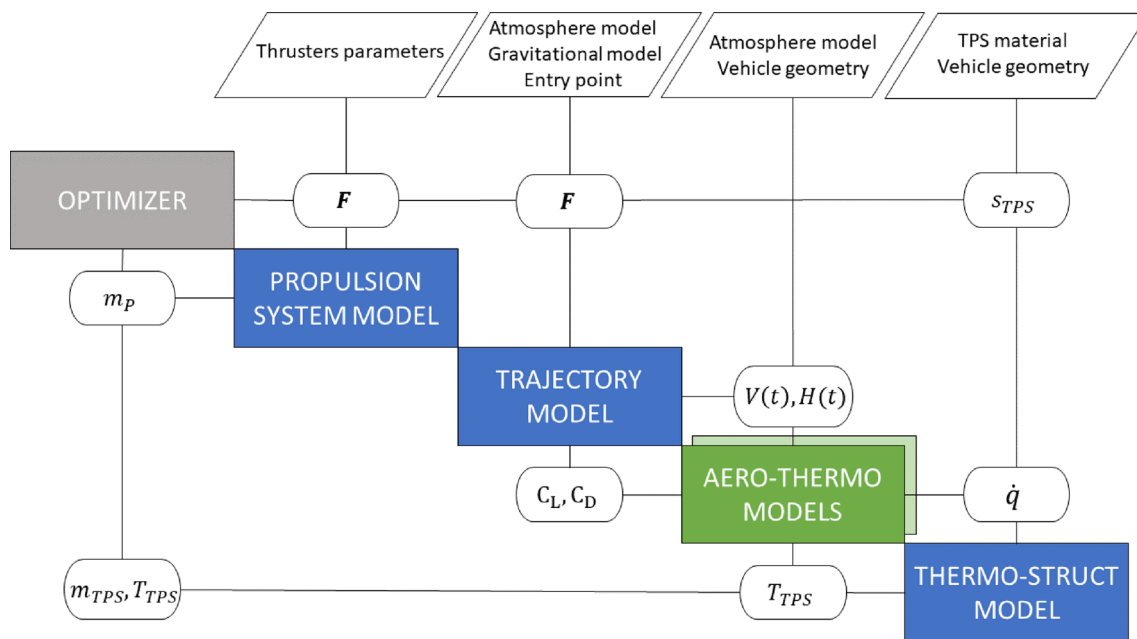 Thrusters parameters
Atmosphere model
Gravitational model
Entry point
Atmosphere model
Vehicle geometry
TPS material
Vehicle geometry
OPTIMIZER
F
F
s_TPS
m_P
PROPULSION
SYSTEM MODEL
TRAJECTORY
MODEL
V(t), H(t)
C_L, C_D
AERO-THERMO
MODELS
q̇
m_TPS, T_TPS
T_TPS
THERMO-STRUCT
MODEL